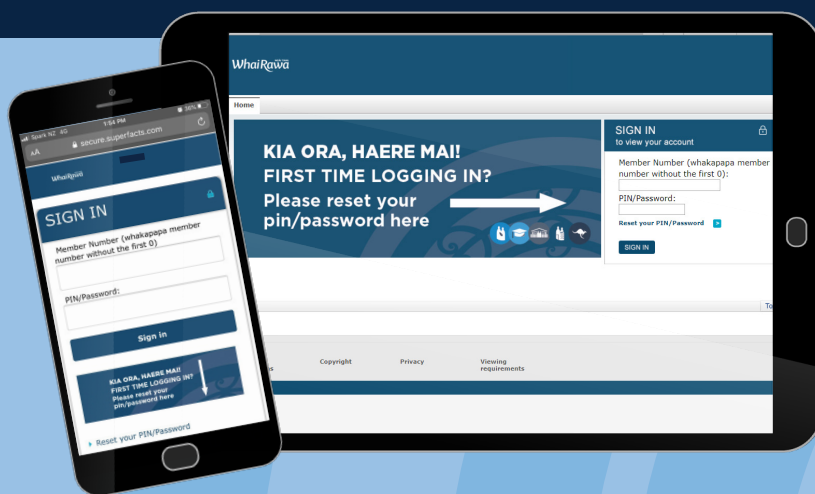 Spark NZ 4G
1:54 PM
36%
AA
secure.superfacts.com
WhaiRawa
SIGN IN
Member Number (whakapapa member
number without the first 0)
PIN/Password:
Sign in
KIA ORA, HAERE MAI!
FIRST TIME LOGGING IN?
Please reset your
pin/password here
Reset your PIN/Password
WhaiRawa
Home
KIA ORA, HAERE MAI!
FIRST TIME LOGGING IN?
Please reset your
pin/password here
SIGN IN
to view your account
Member Number (whakapapa member
number without the first 0):
PIN/Password:
Reset your PIN/Password
SIGN IN
Copyright
Privacy
Viewing
requirements